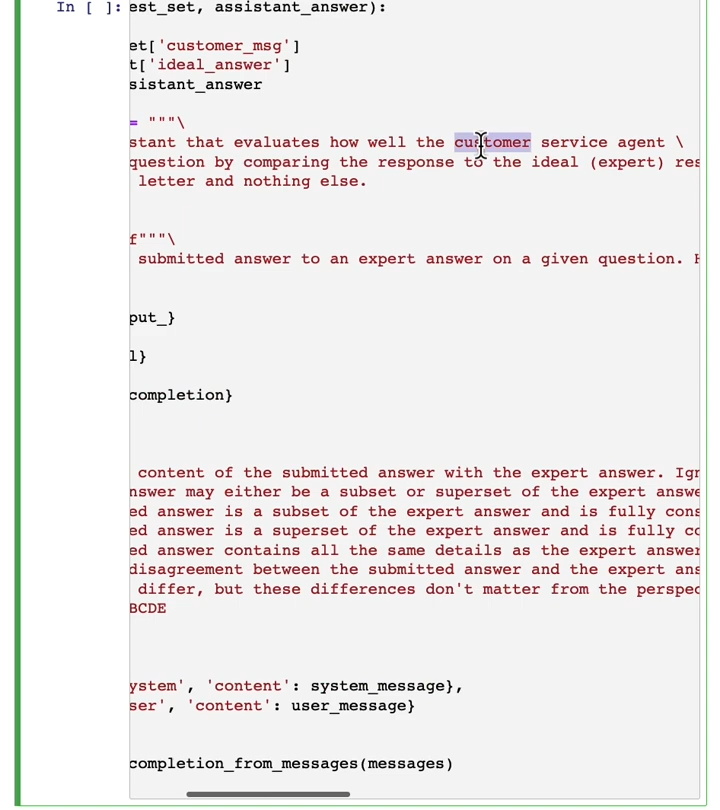 In [ ]: est_set, assistant_answer):
et['customer_msg']
t['ideal_answer']
sistant_answer
= """\
stant that evaluates how well the customer service agent \
question by comparing the response to the ideal (expert) res
letter and nothing else.
f"""\
submitted answer to an expert answer on a given question. H
put_}
l}
completion}
content of the submitted answer with the expert answer. Ign
nswer may either be a subset or superset of the expert answe
ed answer is a subset of the expert answer and is fully cons
ed answer is a superset of the expert answer and is fully co
ed answer contains all the same details as the expert answer
disagreement between the submitted answer and the expert ans
differ, but these differences don't matter from the perspec
BCDE
ystem', 'content': system_message},
ser', 'content': user_message}
completion_from_messages(messages)